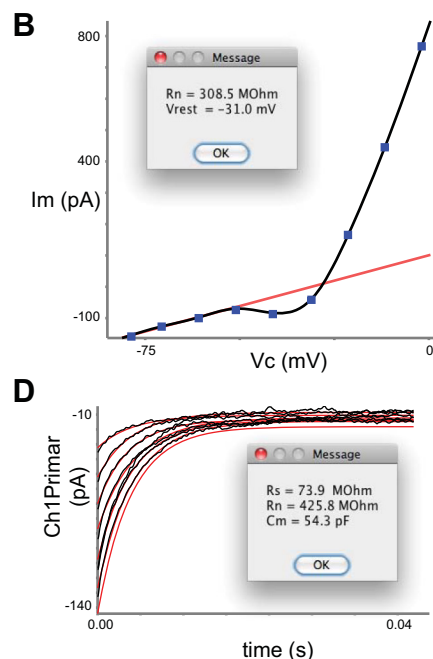 B
800
400
-100
Im (pA)
-75
0
Vc (mV)
Message
Rn = 308.5 MOhm
Vrest = -31.0 mV
OK
D
-10
-140
Ch1Primar
(pA)
0.00
0.04
time (s)
Message
Rs = 73.9 MOhm
Rn = 425.8 MOhm
Cm = 54.3 pF
OK